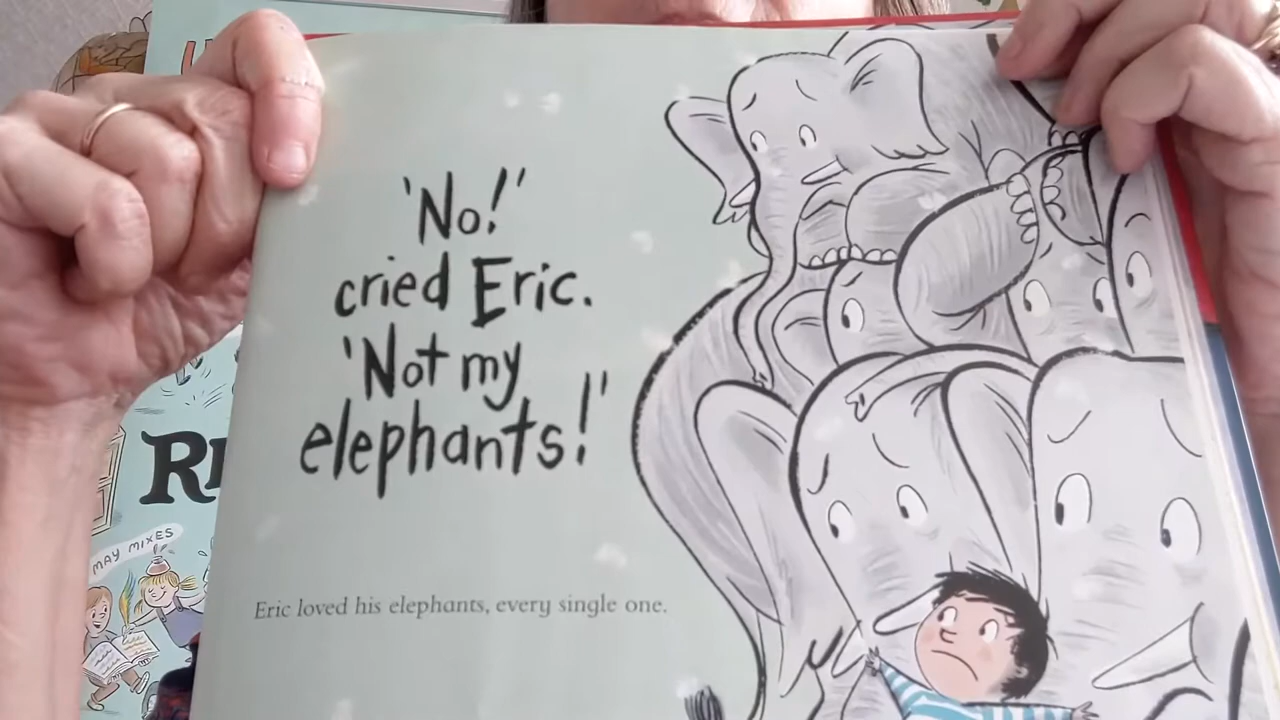 'No!'
cried Eric.
'Not my
elephants!'
Eric loved his elephants, every single one.
MAY MIXES